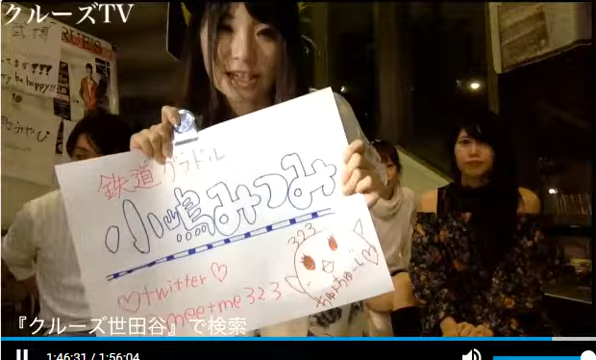 クルーズTV
RUES
鉄道グラドル
小嶋みつみ
323
♡twitter♡
meetme323
『クルーズ世田谷』で検索
1:46:31 / 1:56:04